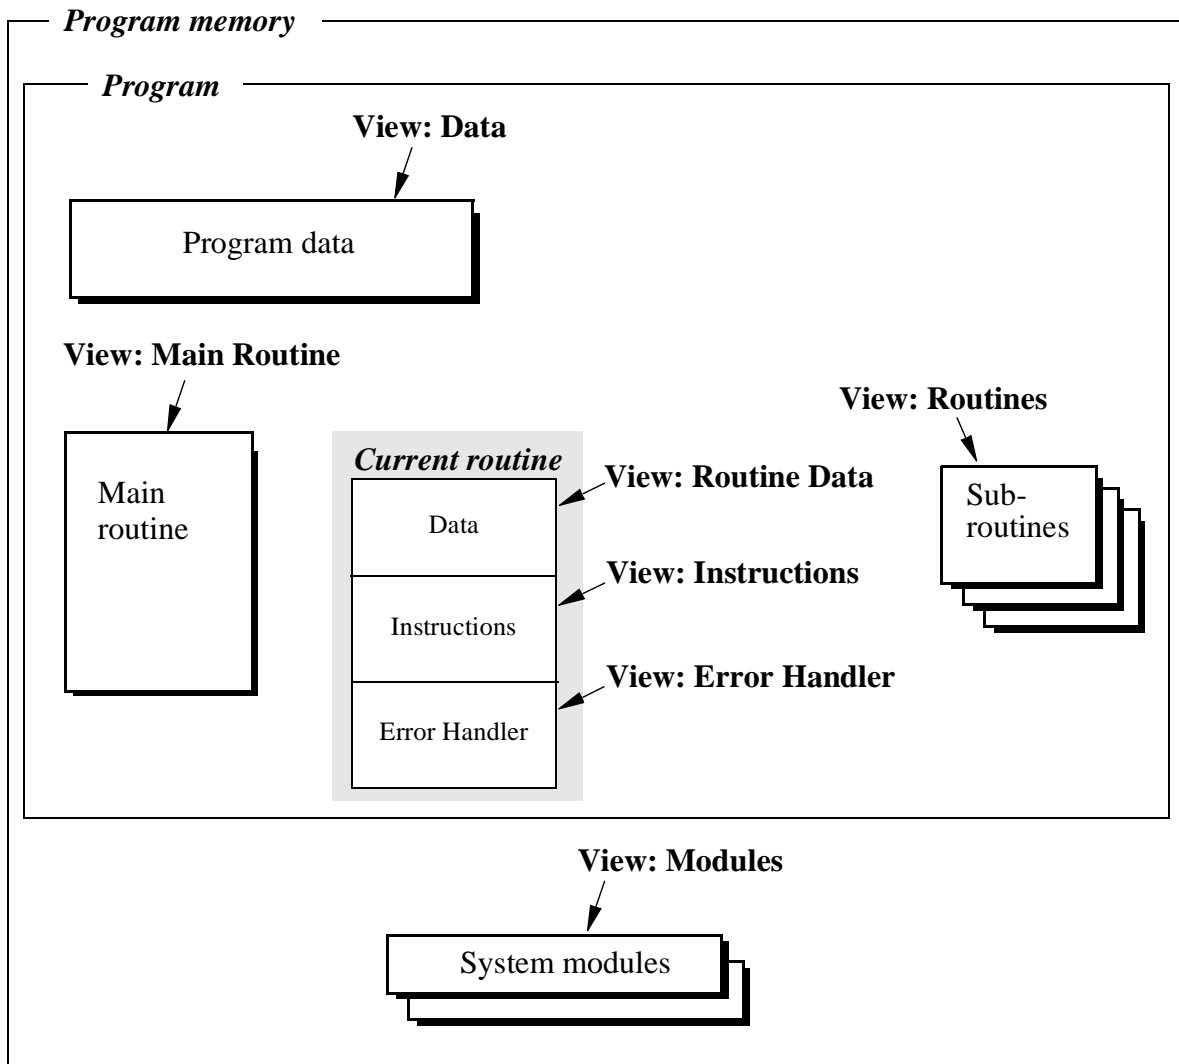 Program memory
Program
View: Data
Program data
View: Main Routine
Main
routine
Current routine
Data
Instructions
Error Handler
View: Routine Data
View: Instructions
View: Error Handler
View: Routines
Sub-
routines
View: Modules
System modules